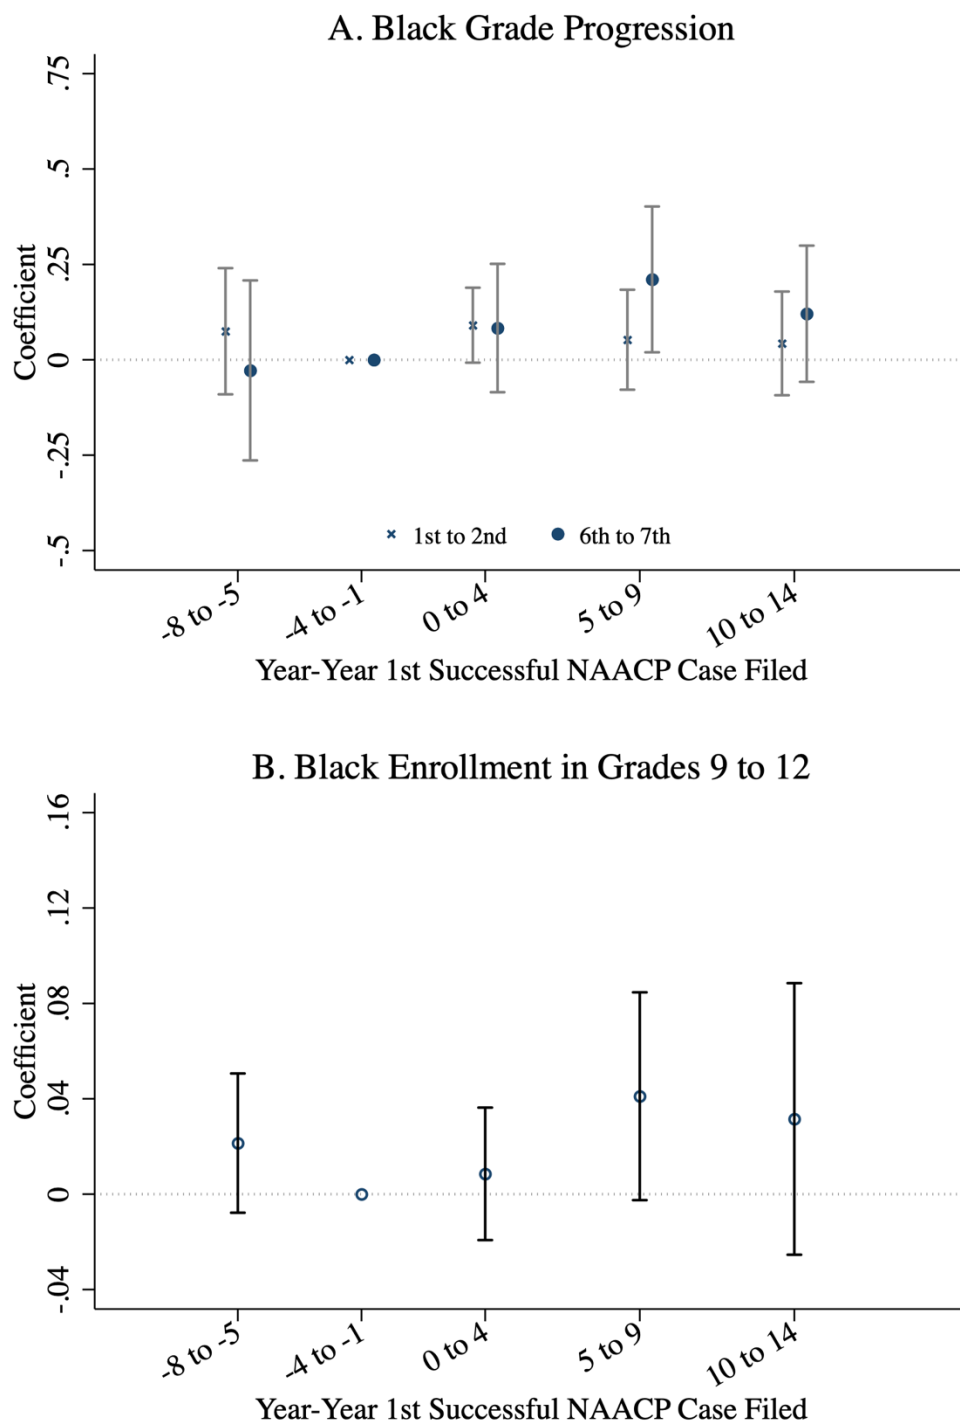 A. Black Grade Progression
.75
.5
.25
0
-.25
-.5
Coefficient
1st to 2nd
6th to 7th
-8 to -5
-4 to -1
0 to 4
5 to 9
10 to 14
Year-Year 1st Successful NAACP Case Filed
B. Black Enrollment in Grades 9 to 12
.16
.12
.08
.04
0
-.04
Coefficient
-8 to -5
-4 to -1
0 to 4
5 to 9
10 to 14
Year-Year 1st Successful NAACP Case Filed